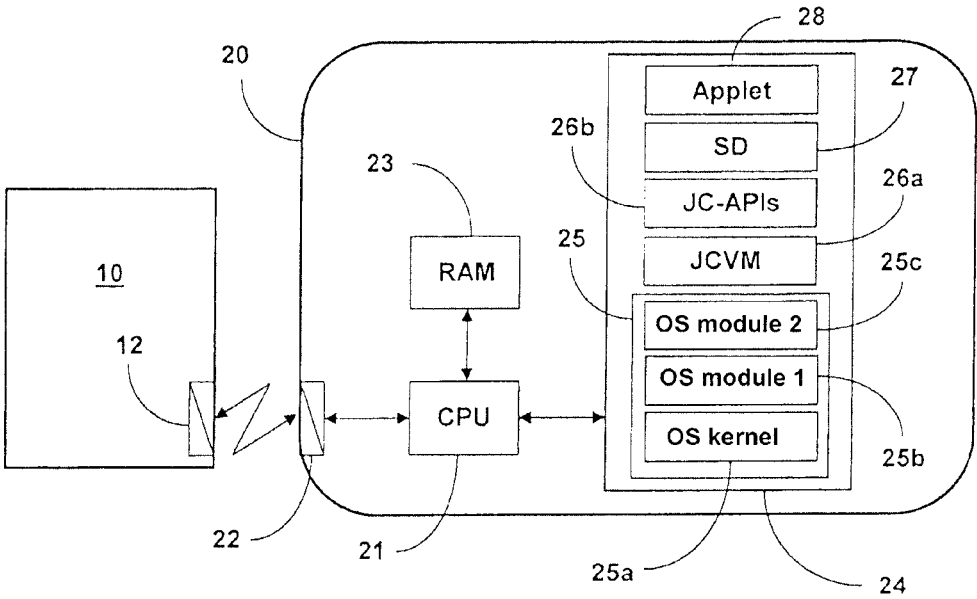 28
20
Applet
27
26b
SD
23
26a
JC-APIs
10
RAM
25
JCVM
25c
12
OS module 2
OS module 1
CPU
OS kernel
25b
22
21
25a
24